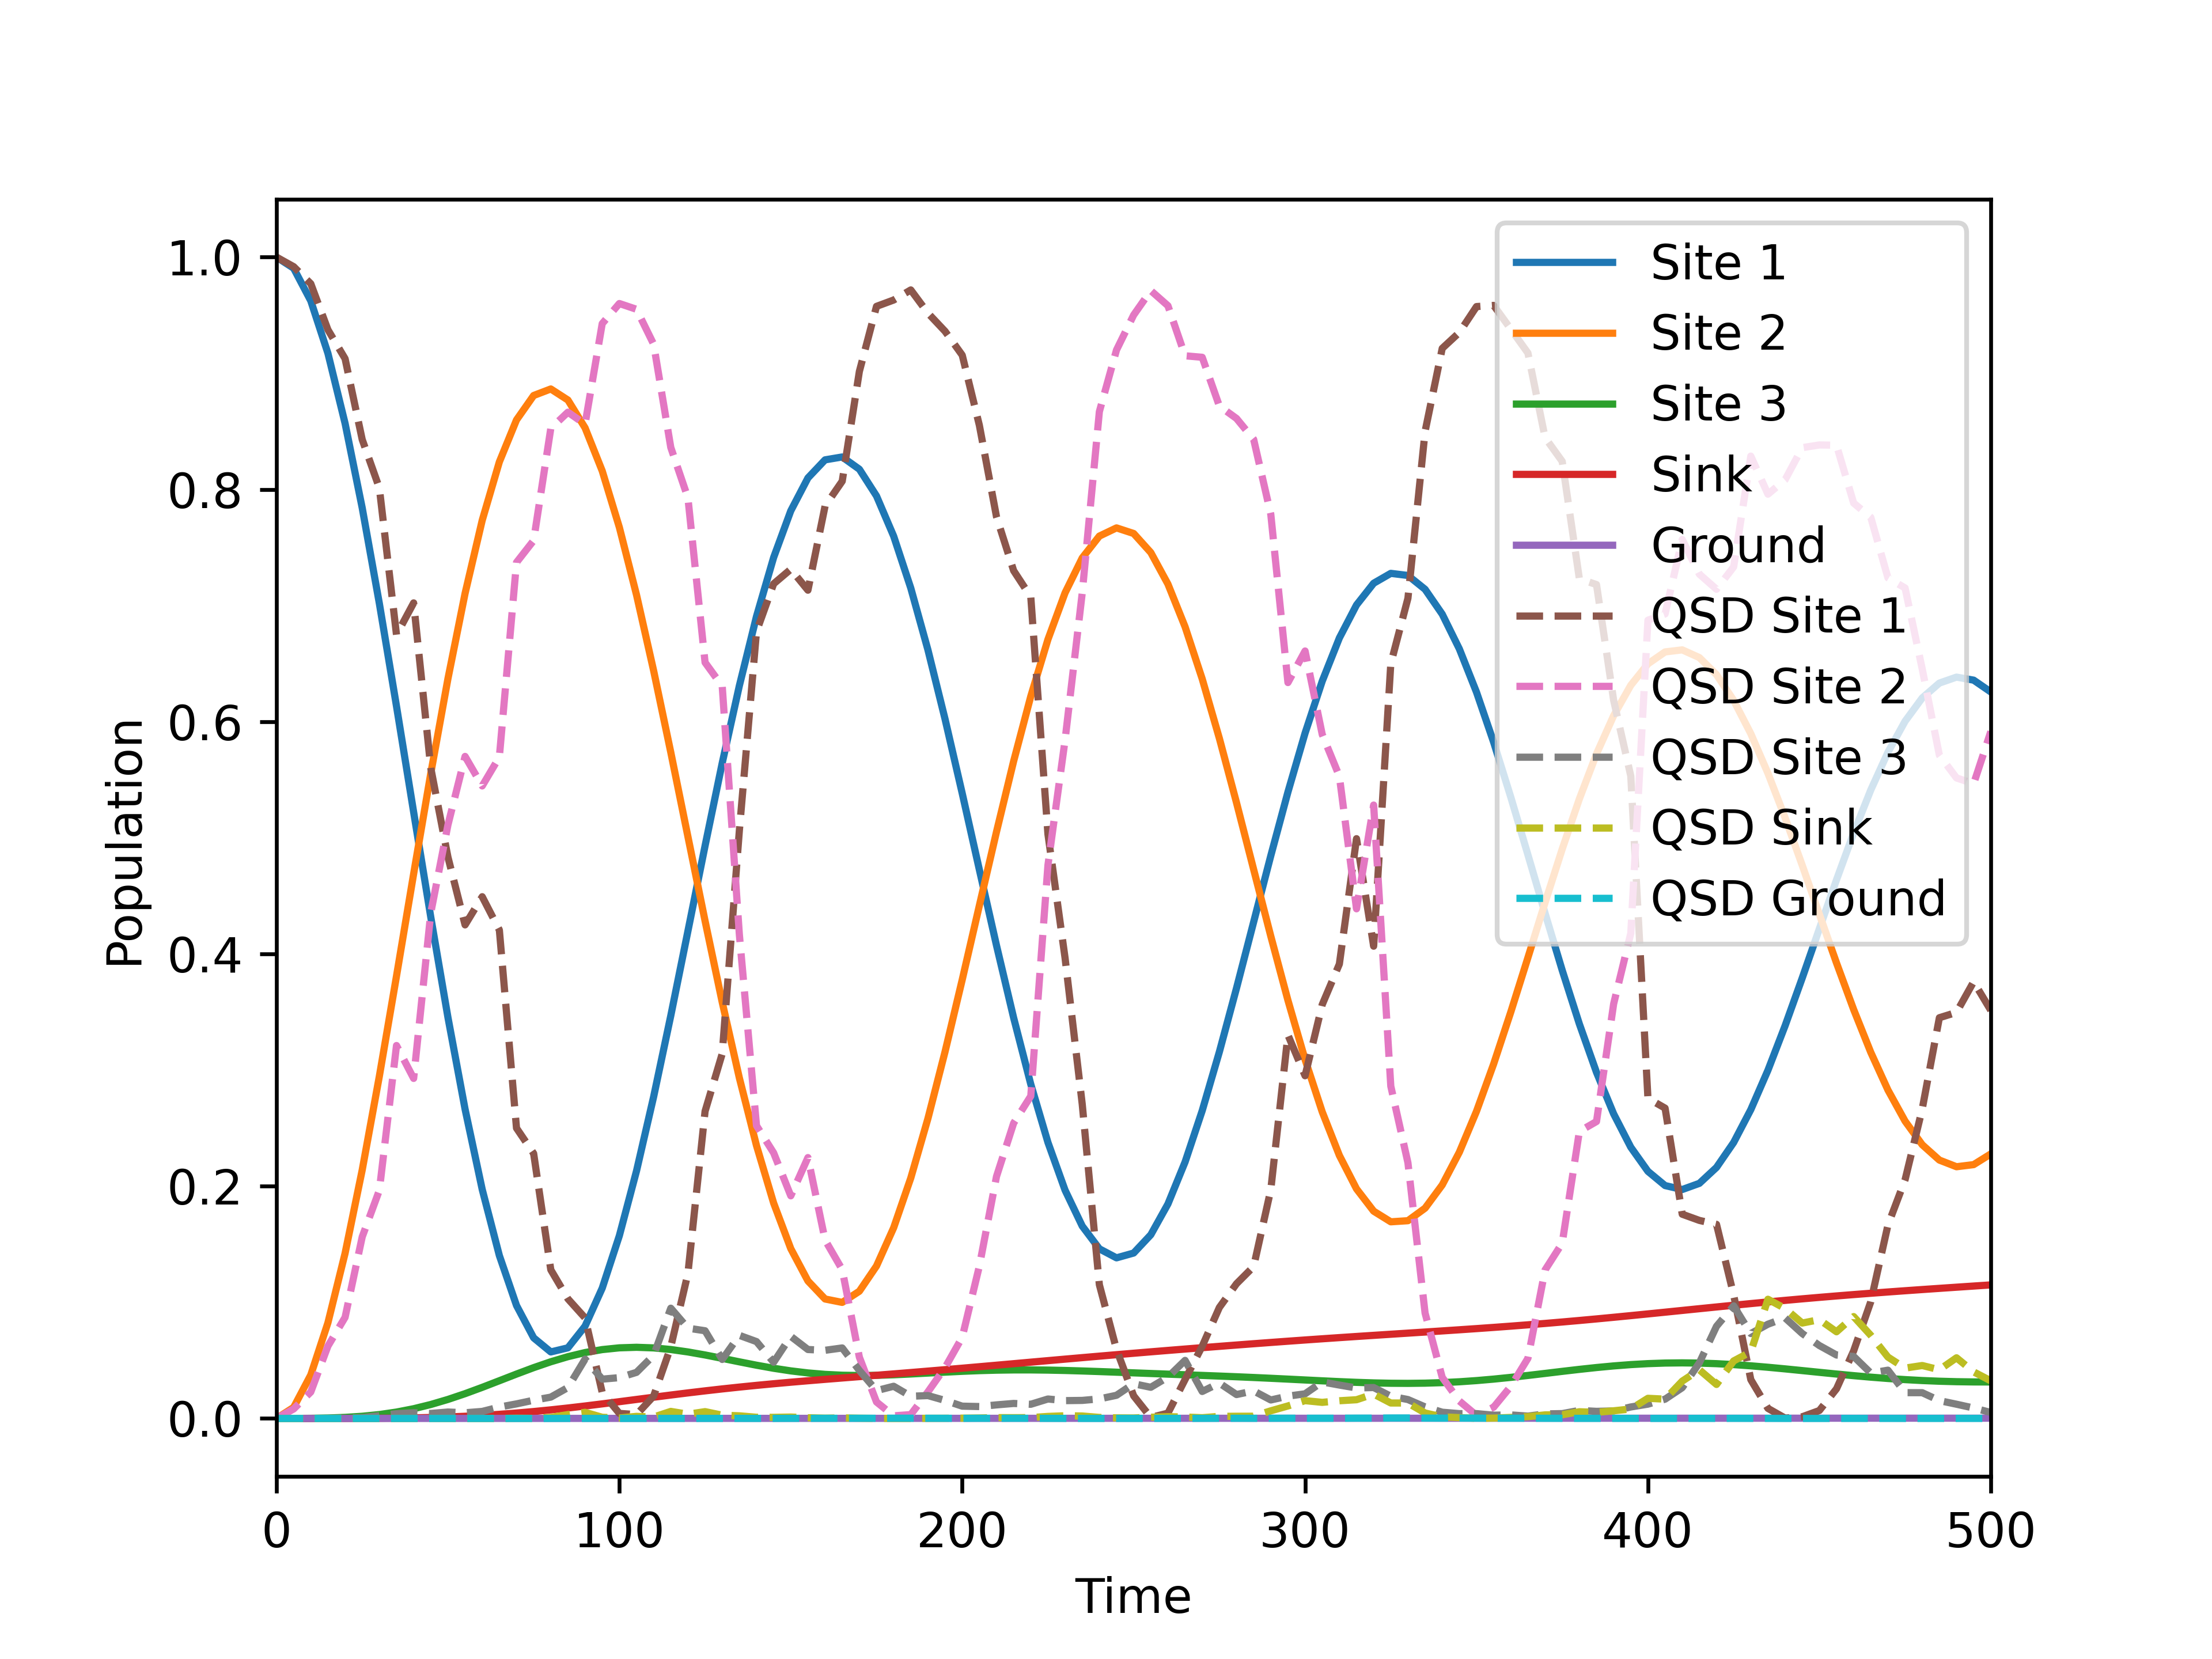 1.0
0.8
0.6
0.4
0.2
0.0
Population
0
100
200
300
400
500
Time
Site 1
Site 2
Site 3
Sink
Ground
QSD Site 1
QSD Site 2
QSD Site 3
QSD Sink
QSD Ground